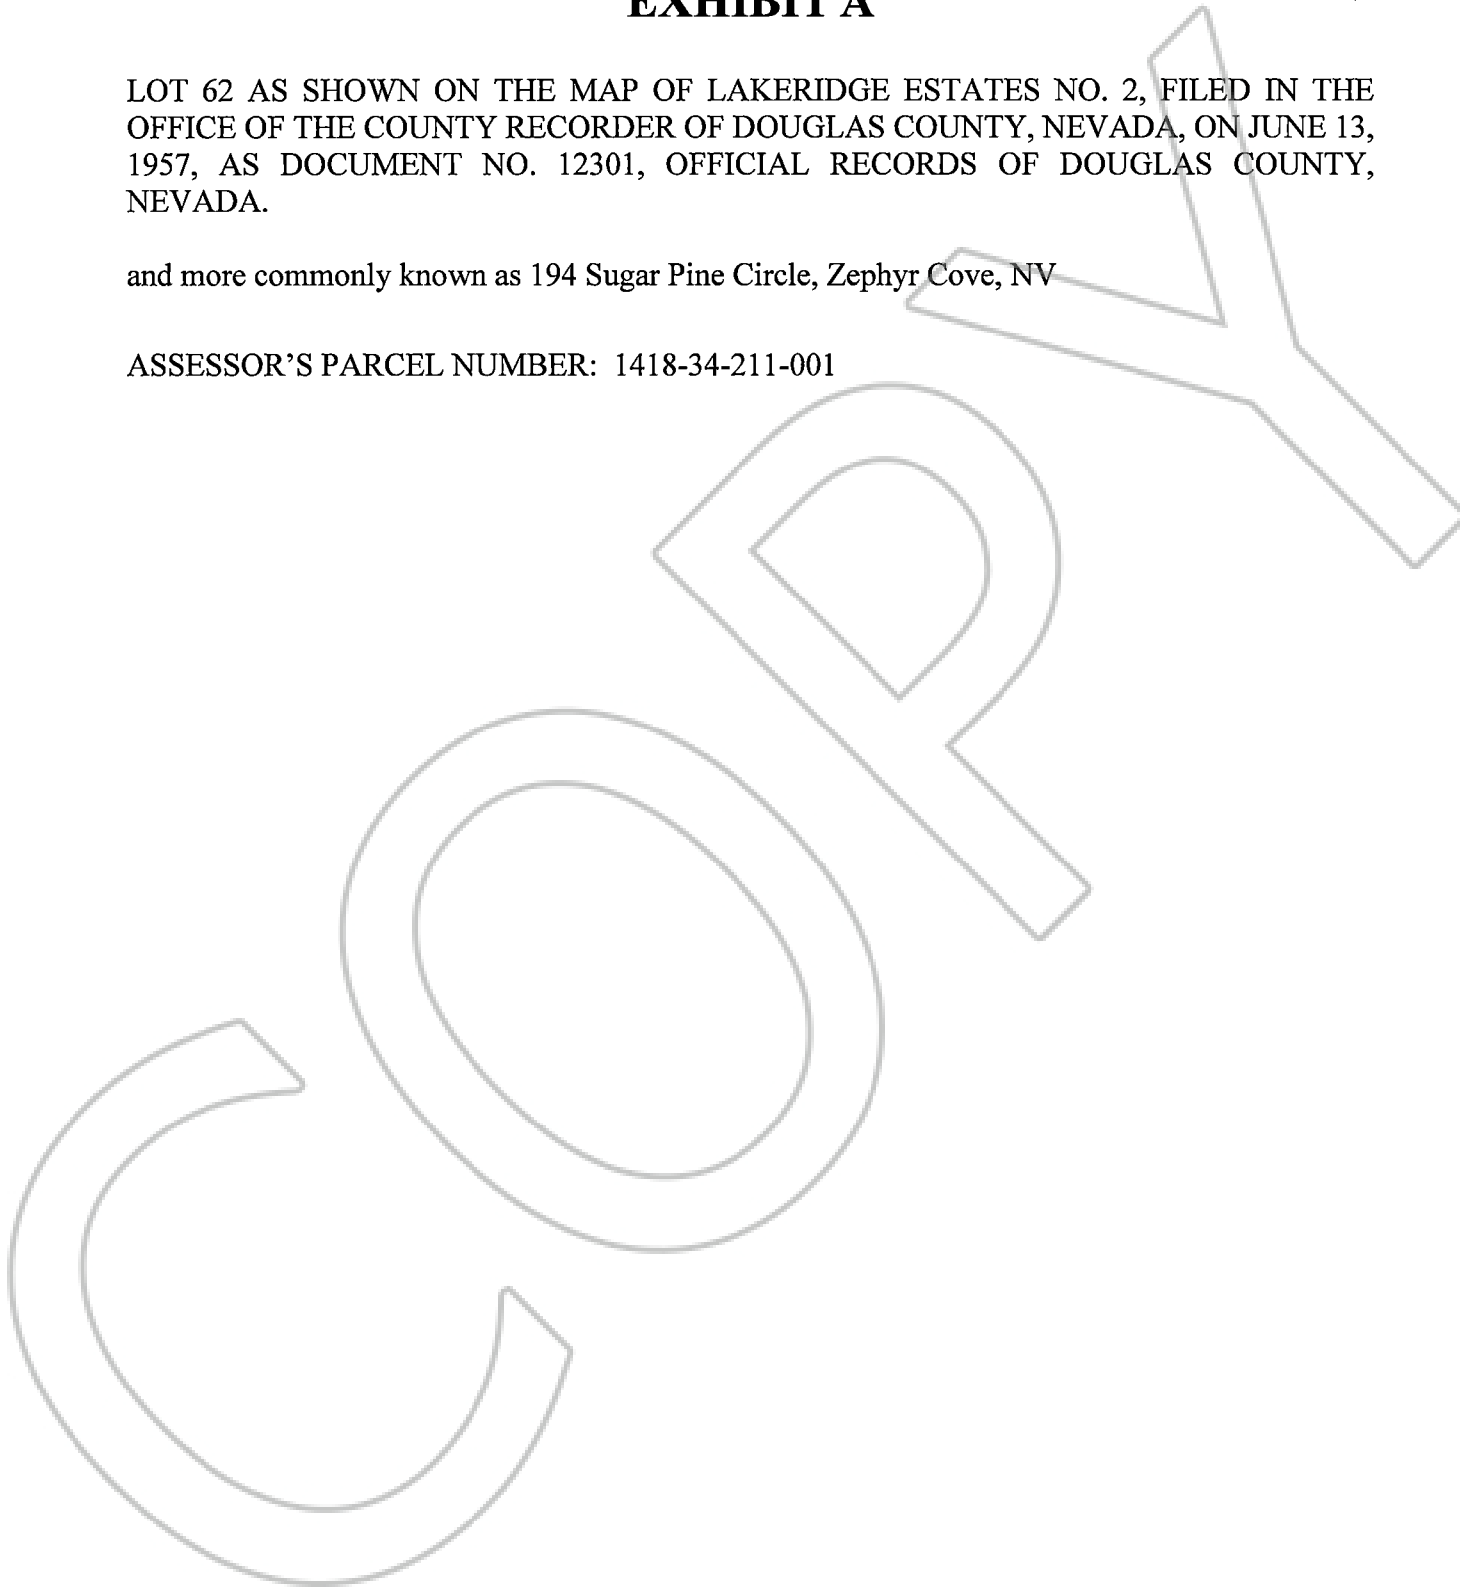 EXHIBIT A
LOT 62 AS SHOWN ON THE MAP OF LAKERIDGE ESTATES NO. 2, FILED IN THE
OFFICE OF THE COUNTY RECORDER OF DOUGLAS COUNTY, NEVADA, ON JUNE 13,
1957, AS DOCUMENT NO. 12301, OFFICIAL RECORDS OF DOUGLAS COUNTY,
NEVADA.
and more commonly known as 194 Sugar Pine Circle, Zephyr Cove, NV
ASSESSOR'S PARCEL NUMBER: 1418-34-211-001
COPY